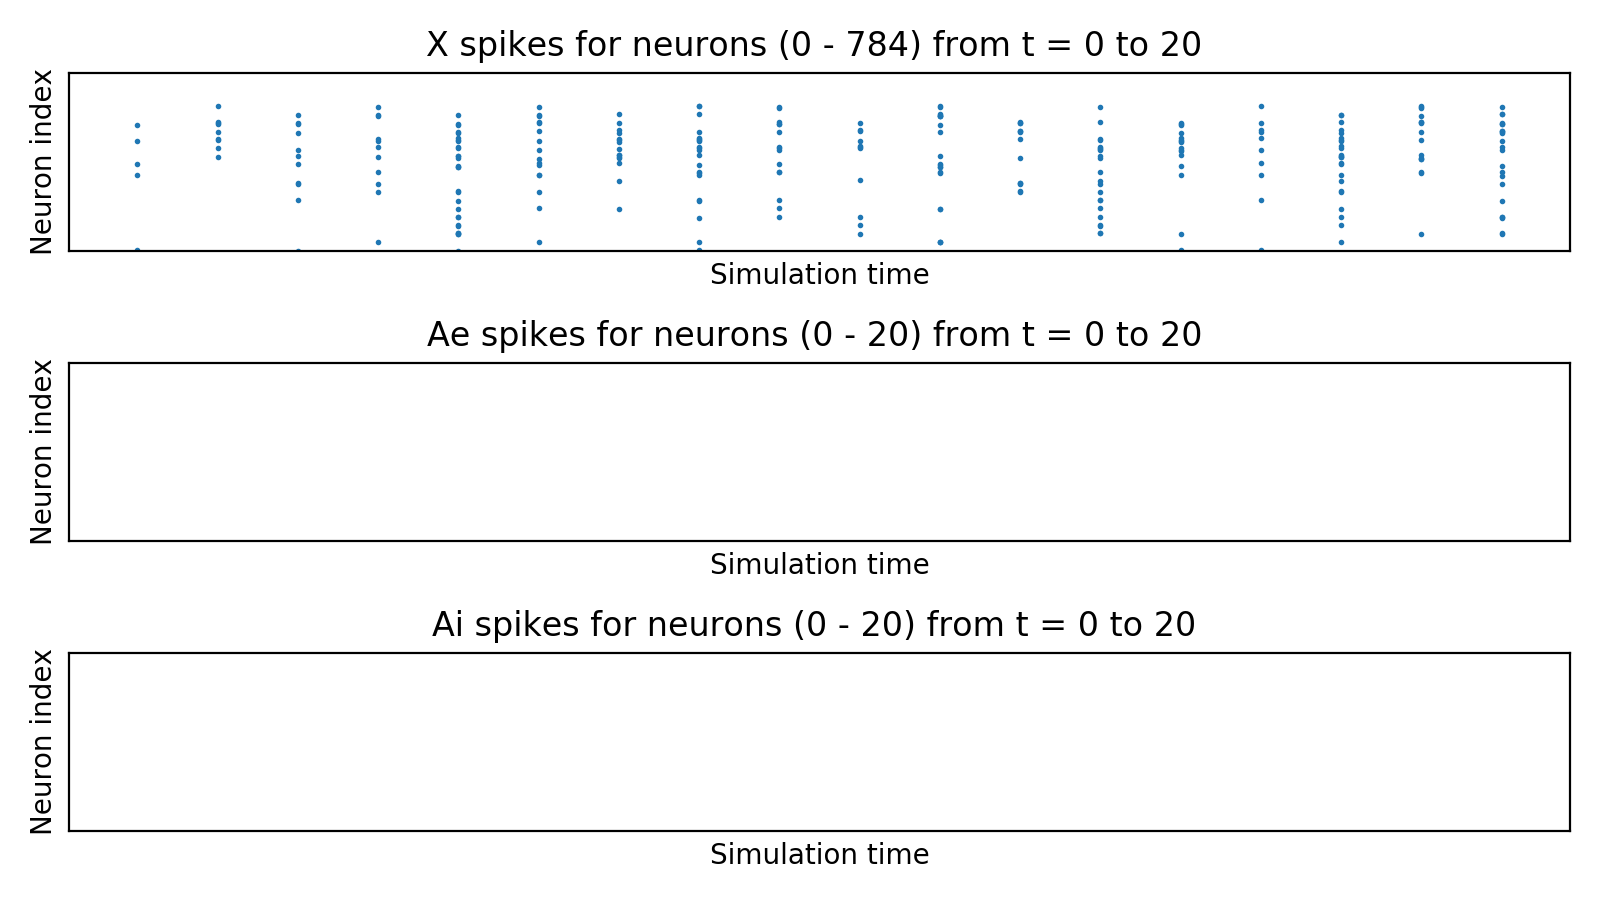 X spikes for neurons (0 - 784) from t = 0 to 20
Neuron index
Simulation time
Ae spikes for neurons (0 - 20) from t = 0 to 20
Neuron index
Simulation time
Ai spikes for neurons (0 - 20) from t = 0 to 20
Neuron index
Simulation time